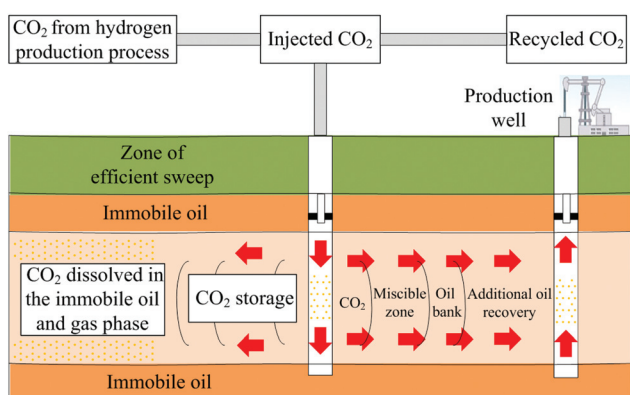 CO₂ from hydrogen
production process
Injected CO₂
Recycled CO₂
Production
well
Zone of
efficient sweep
Immobile oil
CO₂ dissolved in
the immobile oil
and gas phase
CO₂ storage
CO₂
Miscible
zone
Oil
bank
Additional oil
recovery
Immobile oil